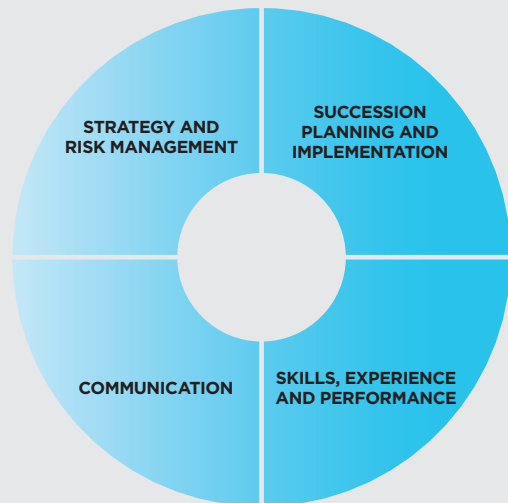 STRATEGY AND
RISK MANAGEMENT
SUCCESSION
PLANNING AND
IMPLEMENTATION
COMMUNICATION
SKILLS, EXPERIENCE
AND PERFORMANCE